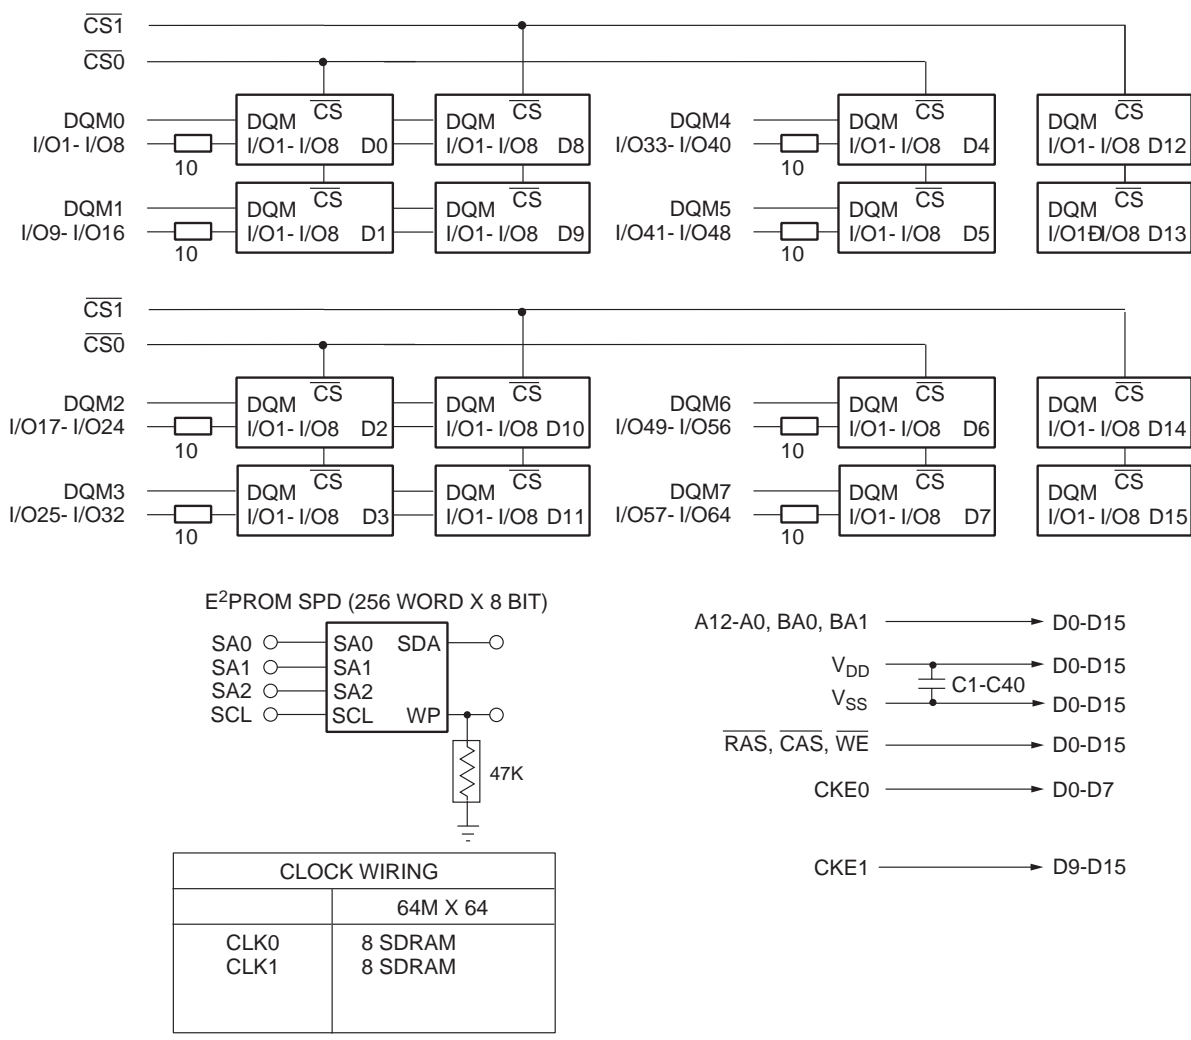 CS1
CS0
DQM0 DQM CS DQM CS DQM4 DQM CS DQM CS
I/O1- I/O8 I/O1- I/O8 D0 I/O1- I/O8 D8 I/O33- I/O40 I/O1- I/O8 D4 I/O1- I/O8 D12
10 10
DQM1 DQM CS DQM CS DQM5 DQM CS DQM CS
I/O9- I/O16 I/O1- I/O8 D1 I/O1- I/O8 D9 I/O41- I/O48 I/O1- I/O8 D5 I/O1ÐI/O8 D13
10 10
CS1
CS0
DQM2 DQM CS DQM CS DQM6 DQM CS DQM CS
I/O17- I/O24 I/O1- I/O8 D2 I/O1- I/O8 D10 I/O49- I/O56 I/O1- I/O8 D6 I/O1- I/O8 D14
10 10
DQM3 DQM CS DQM CS DQM7 DQM CS DQM CS
I/O25- I/O32 I/O1- I/O8 D3 I/O1- I/O8 D11 I/O57- I/O64 I/O1- I/O8 D7 I/O1- I/O8 D15
10 10
E²PROM SPD (256 WORD X 8 BIT)
SA0 SA0 SDA
SA1 SA1
SA2 SA2
SCL SCL WP
47K
A12-A0, BA0, BA1 D0-D15
VDD D0-D15
C1-C40
VSS D0-D15
RAS, CAS, WE D0-D15
CKE0 D0-D7
CKE1 D9-D15
CLOCK WIRING
64M X 64
CLK0 8 SDRAM
CLK1 8 SDRAM